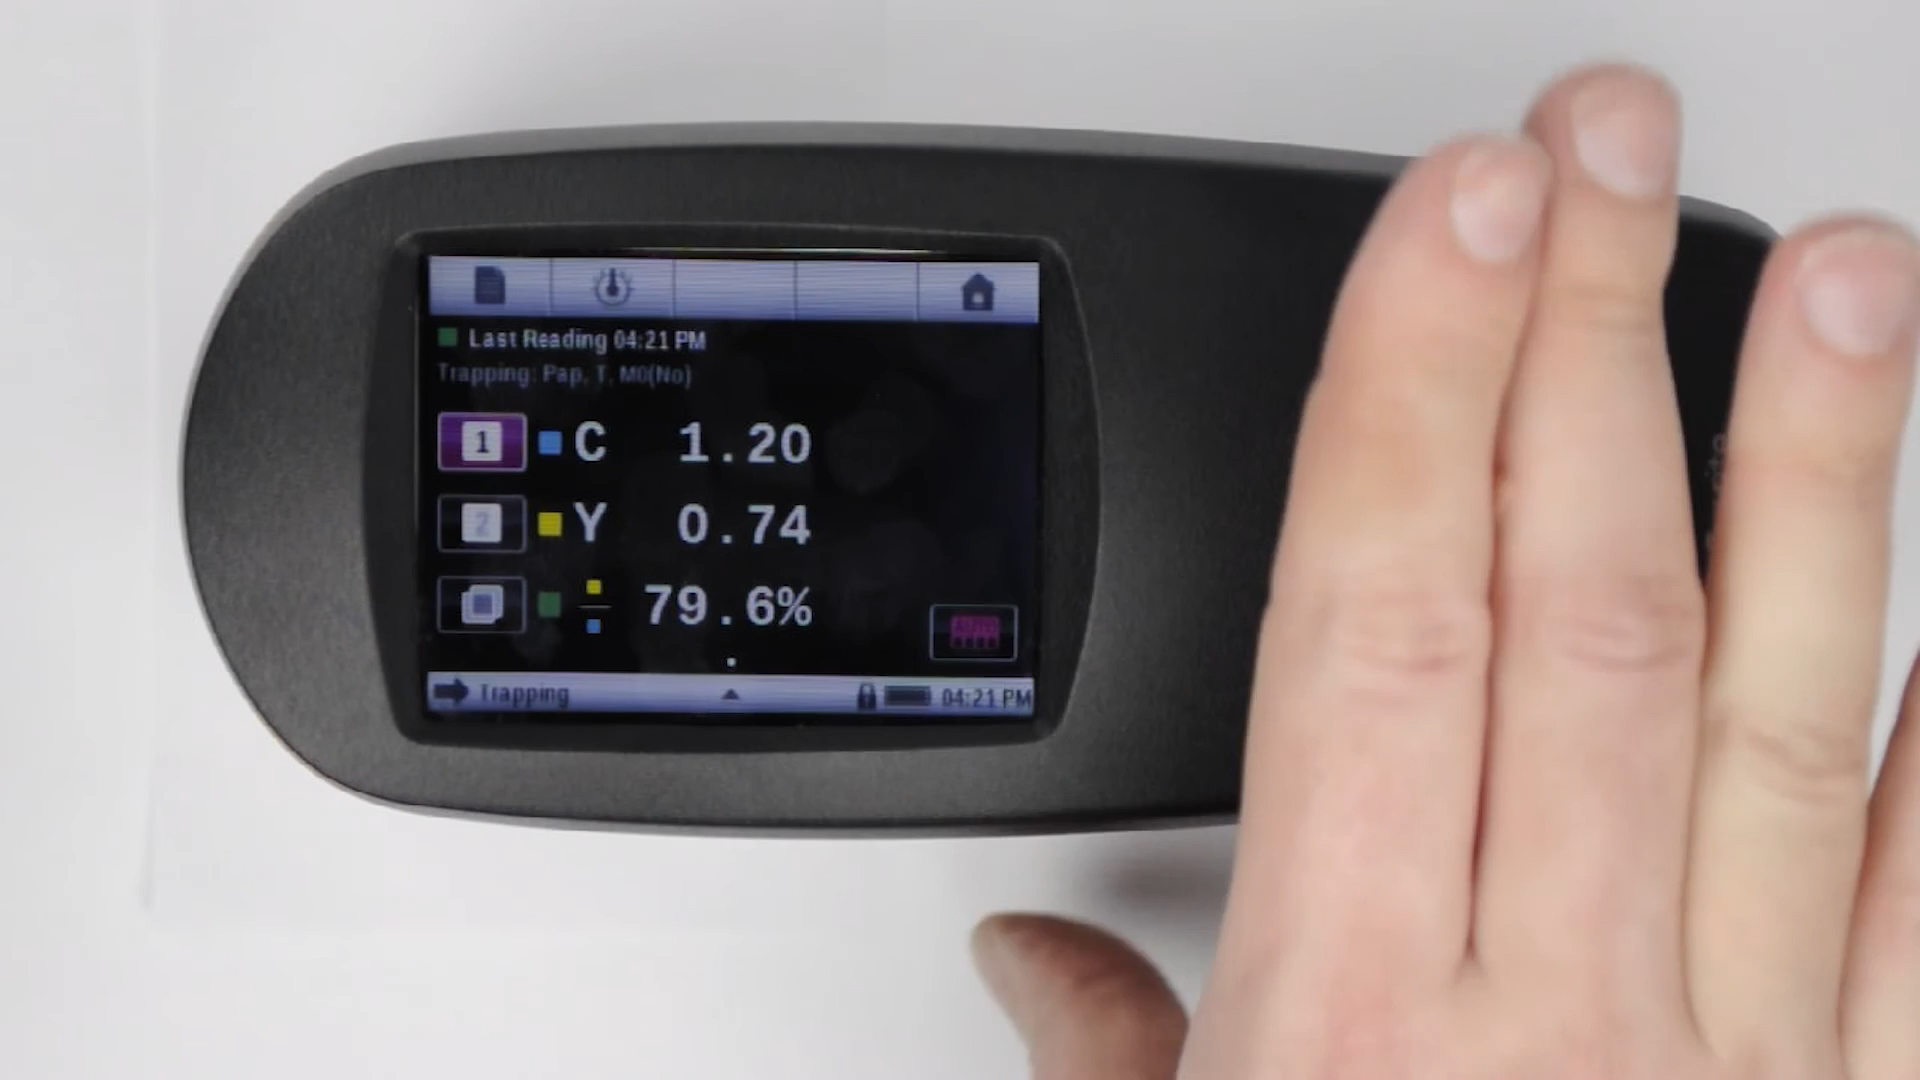 Last Reading 04:21 PM
Trapping: Pap, T, M0(No)
1 C 1.20
2 Y 0.74
79.6%
AUTO
Trapping 04:21 PM